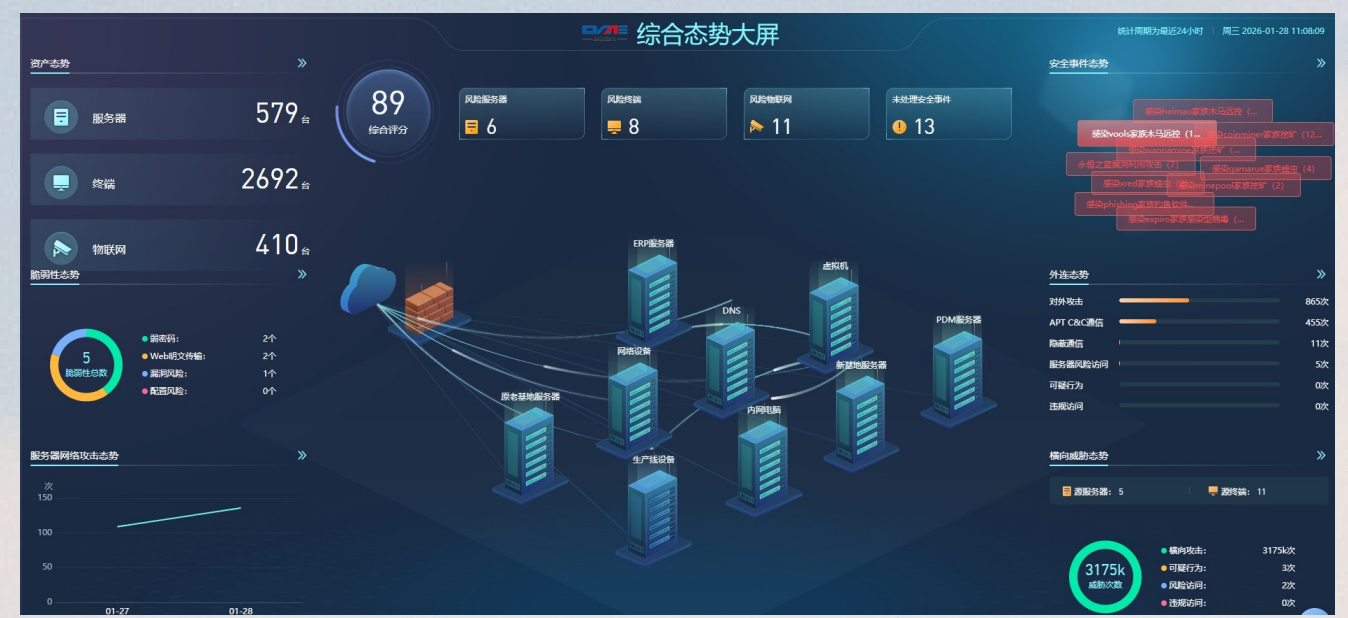 综合态势大屏
统计周期为最近24小时 周三 2026-01-28 11:08:09
资产态势
服务器 579 台
终端 2692 台
物联网 410 台
脆弱性态势
5
脆弱性总数
弱密码： 2个
Web明文传输： 2个
漏洞风险： 1个
配置风险： 0个
服务器网络攻击态势
次
150
100
50
0
01-27 01-28
89
综合评分
风险服务器
6
风险终端
8
风险物联网
11
未处理安全事件
13
ERP服务器
虚拟机
DNS
PDM服务器
网络设备
新基地服务器
原老基地服务器
内网电脑
生产线设备
安全事件态势
感染heimao家族木马远控（...
感染vools家族木马远控（1...
coinminer家族挖矿（12...
感染wannamine家族挖矿（...
永恒之蓝漏洞利用攻击（7）
感染gamarue家族蠕虫（4）
感染xred家族蠕虫
minepool家族挖矿（2）
感染phishing家族钓鱼软件...
感染expiro家族感染型病毒（...
外连态势
对外攻击 865次
APT C&C通信 455次
隐蔽通信 11次
服务器风险访问 5次
可疑行为 0次
违规访问 0次
横向威胁态势
源服务器： 5 源终端： 11
3175k
威胁次数
横向攻击： 3175k次
可疑行为： 3次
风险访问： 2次
违规访问： 0次